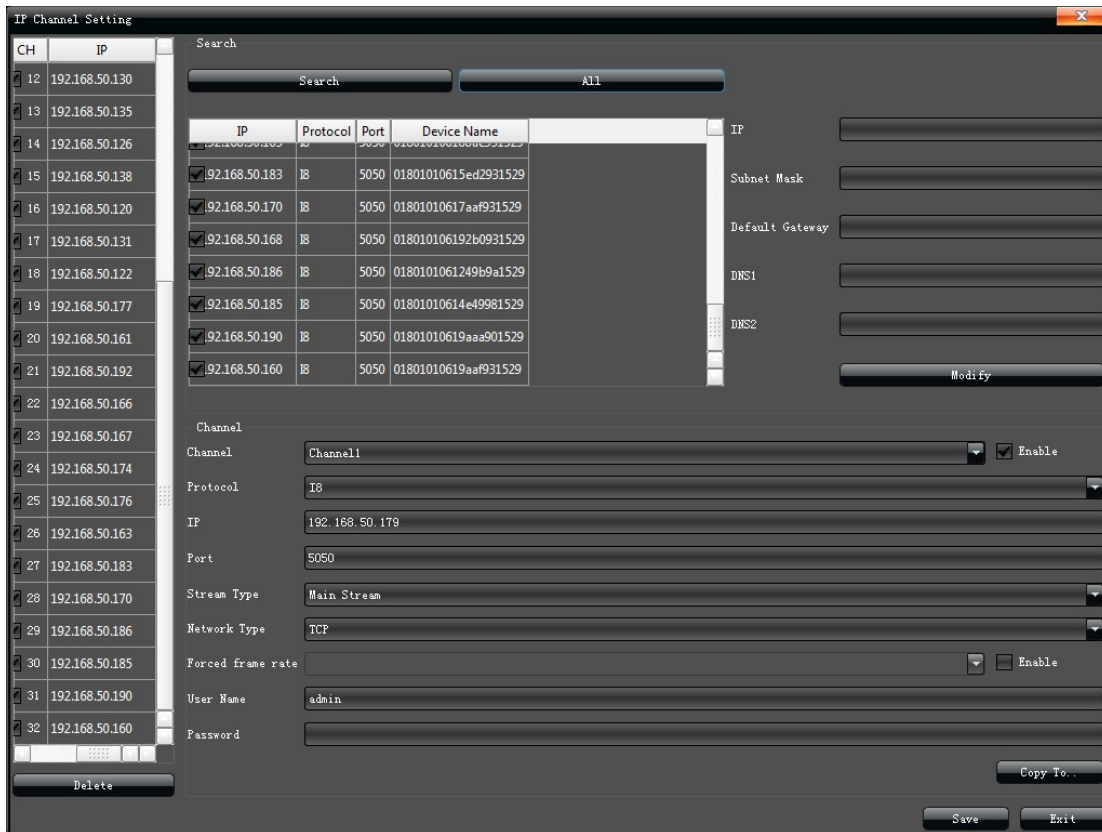 IP Channel Setting
CH IP
12 192.168.50.130
13 192.168.50.135
14 192.168.50.126
15 192.168.50.138
16 192.168.50.120
17 192.168.50.131
18 192.168.50.122
19 192.168.50.177
20 192.168.50.161
21 192.168.50.192
22 192.168.50.166
23 192.168.50.167
24 192.168.50.174
25 192.168.50.176
26 192.168.50.163
27 192.168.50.183
28 192.168.50.170
29 192.168.50.186
30 192.168.50.185
31 192.168.50.190
32 192.168.50.160
Delete
Search
Search All
IP Protocol Port Device Name
.92.168.50.183 I8 5050 01801010615ed2931529
.92.168.50.170 I8 5050 01801010617aaf931529
.92.168.50.168 I8 5050 018010106192b0931529
.92.168.50.186 I8 5050 0180101061249b9a1529
.92.168.50.185 I8 5050 01801010614e49981529
.92.168.50.190 I8 5050 01801010619aaa901529
.92.168.50.160 I8 5050 01801010619aaf931529
IP
Subnet Mask
Default Gateway
DNS1
DNS2
Modify
Channel
Channel Channel1 Enable
Protocol I8
IP 192.168.50.179
Port 5050
Stream Type Main Stream
Network Type TCP
Forced frame rate Enable
User Name admin
Password
Copy To..
Save Exit